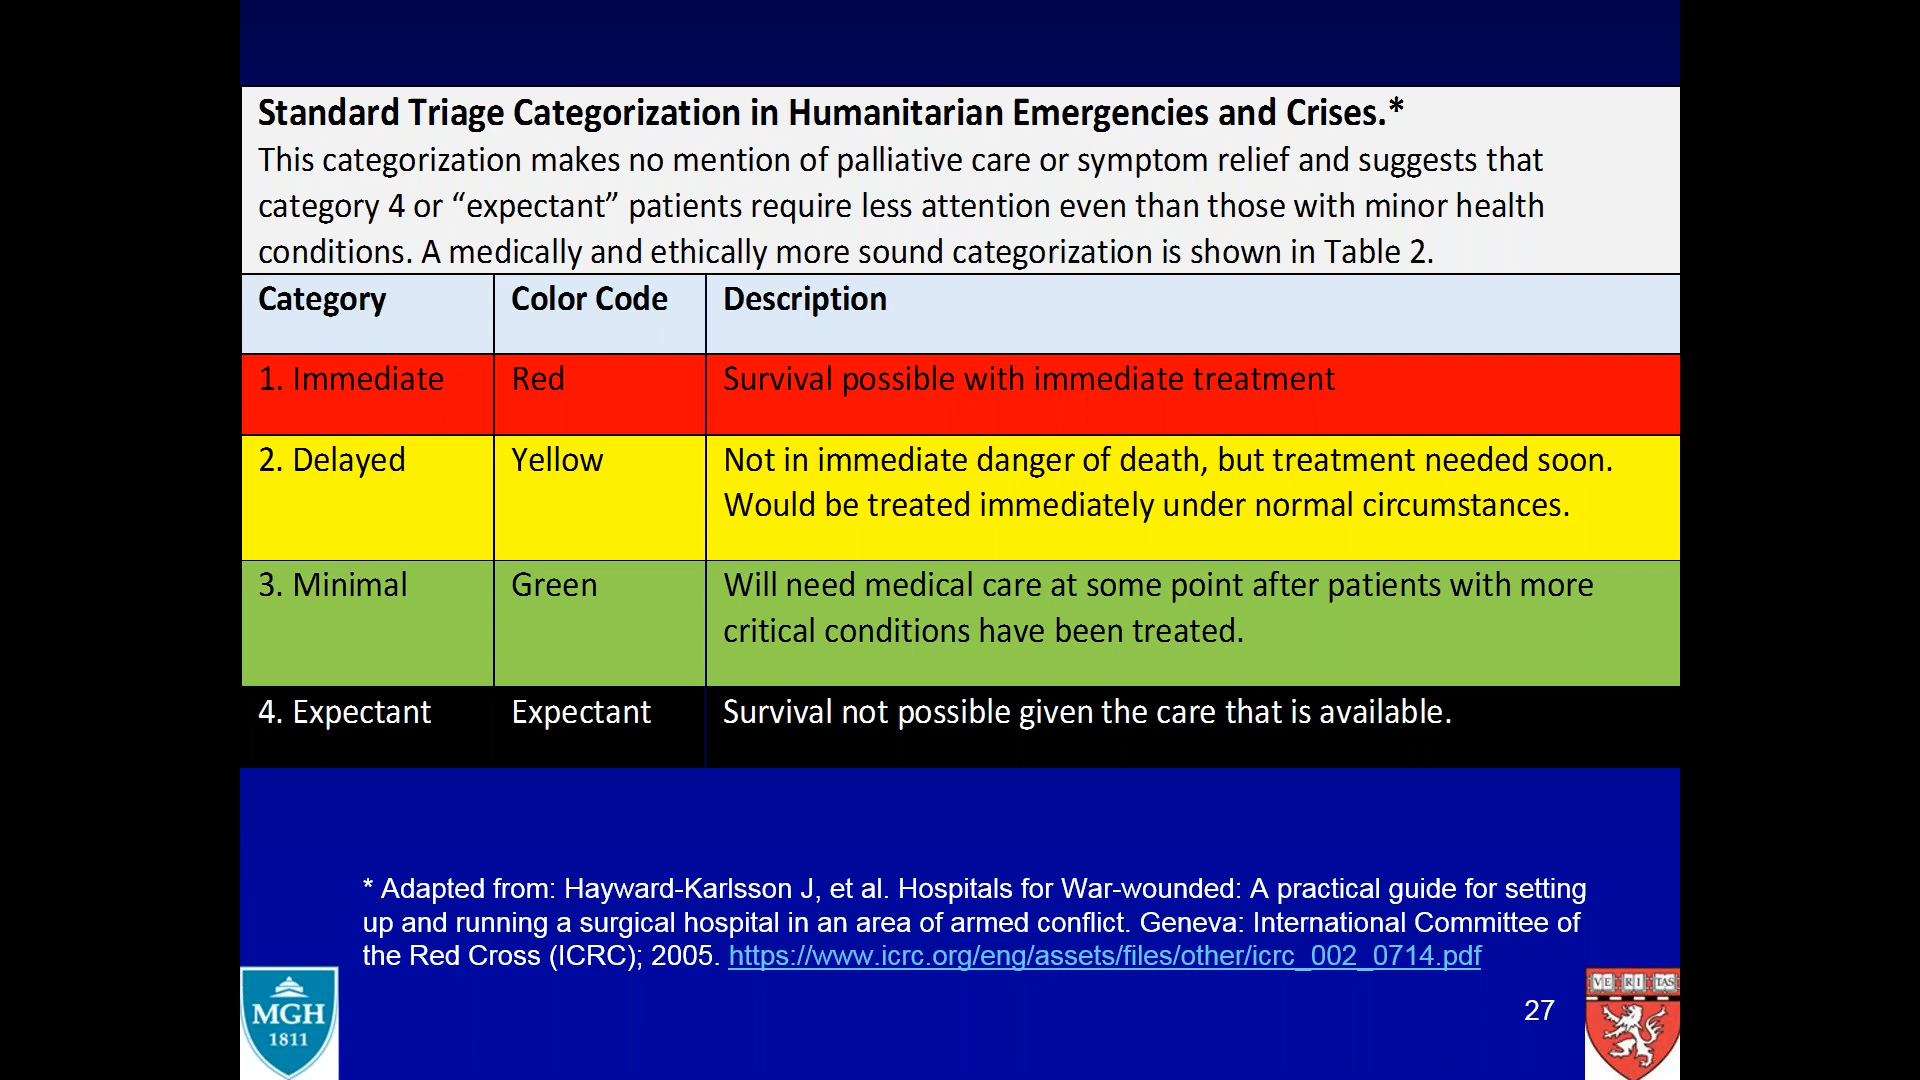 Standard Triage Categorization in Humanitarian Emergencies and Crises.*
This categorization makes no mention of palliative care or symptom relief and suggests that
category 4 or “expectant” patients require less attention even than those with minor health
conditions. A medically and ethically more sound categorization is shown in Table 2.
Category Color Code Description
1. Immediate Red Survival possible with immediate treatment
2. Delayed Yellow Not in immediate danger of death, but treatment needed soon.
Would be treated immediately under normal circumstances.
3. Minimal Green Will need medical care at some point after patients with more
critical conditions have been treated.
4. Expectant Expectant Survival not possible given the care that is available.
* Adapted from: Hayward-Karlsson J, et al. Hospitals for War-wounded: A practical guide for setting
up and running a surgical hospital in an area of armed conflict. Geneva: International Committee of
the Red Cross (ICRC); 2005. https://www.icrc.org/eng/assets/files/other/icrc_002_0714.pdf
MGH
1811
27
VE RI TAS